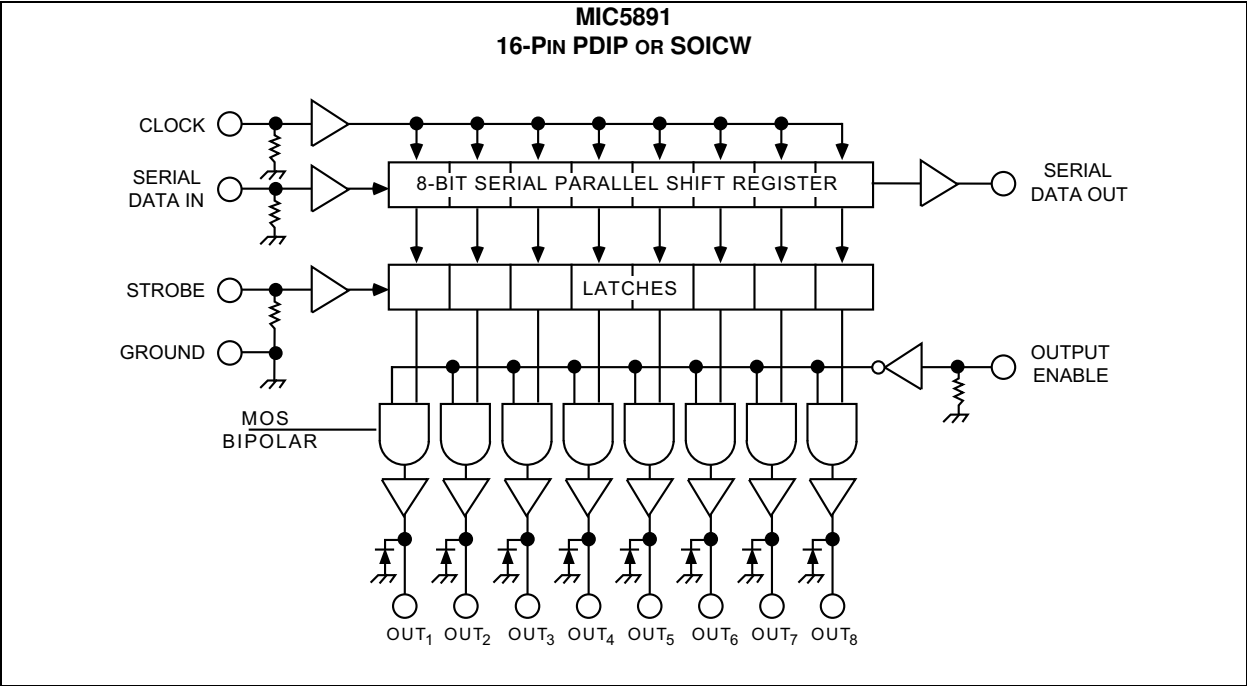 MIC5891
16-PIN PDIP OR SOICW
CLOCK
SERIAL
DATA IN
8-BIT SERIAL PARALLEL SHIFT REGISTER
SERIAL
DATA OUT
STROBE
LATCHES
GROUND
OUTPUT
ENABLE
MOS
BIPOLAR
OUT1 OUT2 OUT3 OUT4 OUT5 OUT6 OUT7 OUT8